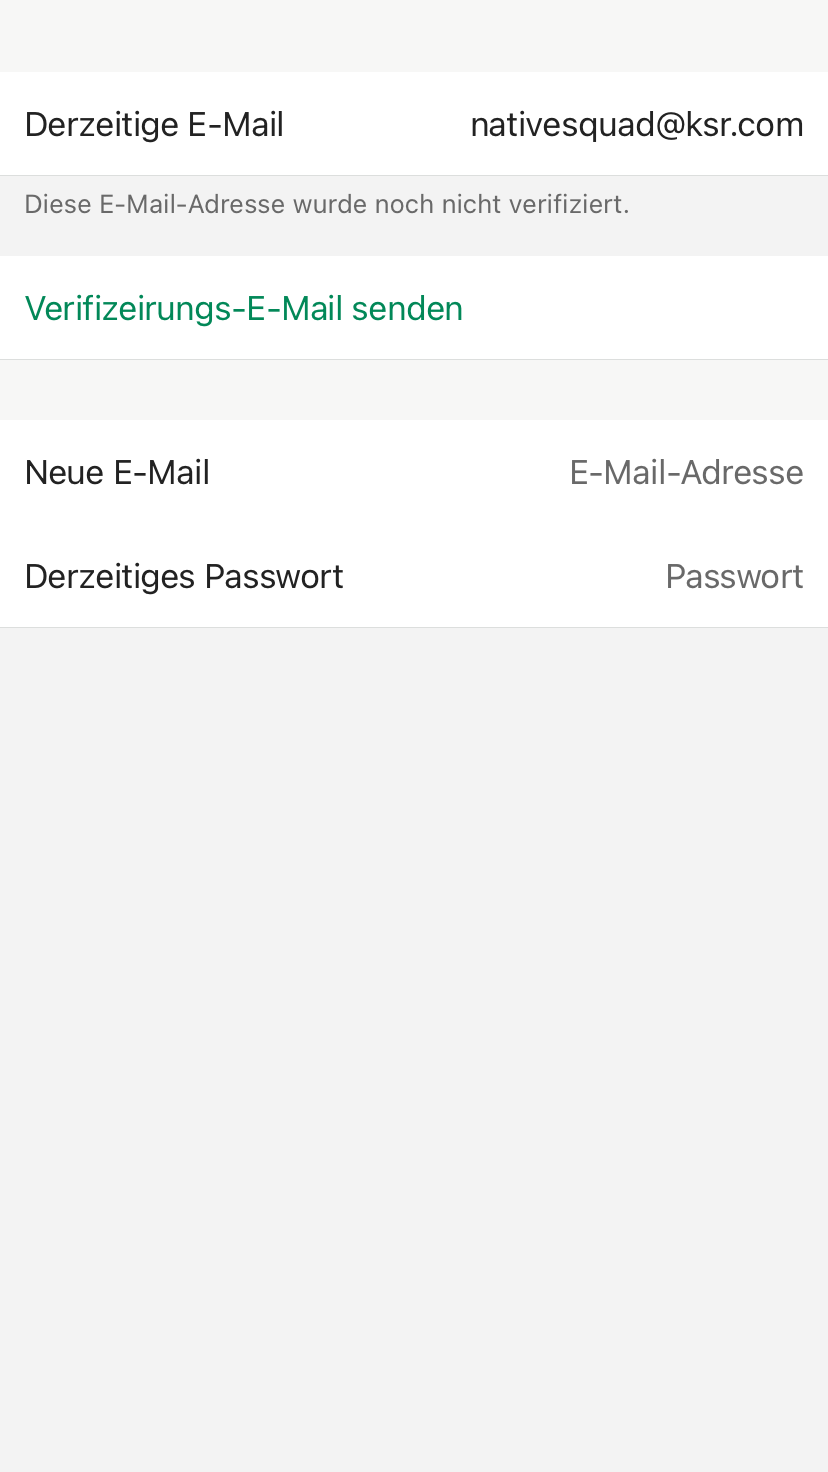 Derzeitige E-Mail nativesquad@ksr.com
Diese E-Mail-Adresse wurde noch nicht verifiziert.
Verifizeirungs-E-Mail senden
Neue E-Mail E-Mail-Adresse
Derzeitiges Passwort Passwort